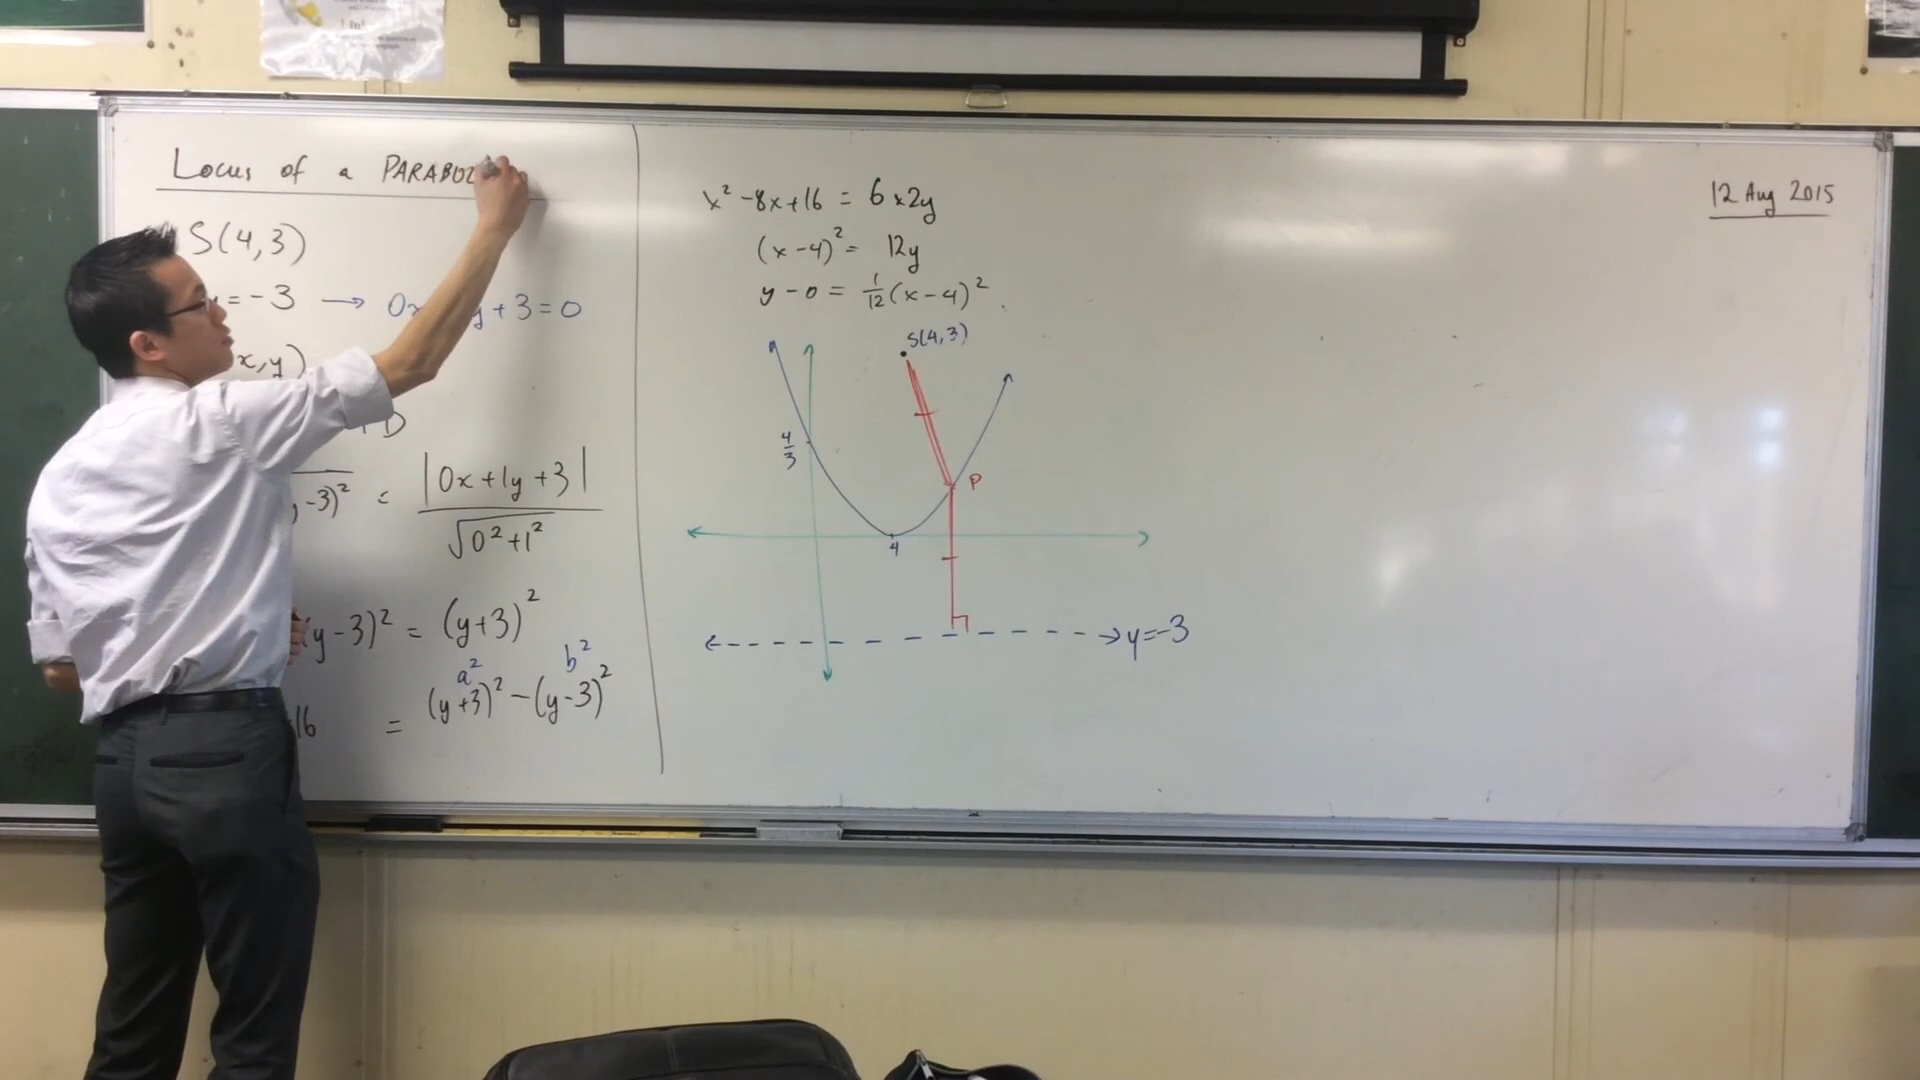 Locus of a PARABOL
S(4,3)
= -3 → 0x y + 3 = 0
x, y)
D
-3)² = |0x + 1y + 3|
√0² + 1²
(y - 3)² = (y+3)²
a² b²
16 = (y+3)² - (y-3)²
x² - 8x + 16 = 6 x 2y
(x - 4)² = 12y
y - 0 = 1/12 (x - 4)²
S(4,3)
4/3
P
4
y = -3
12 Aug 2015